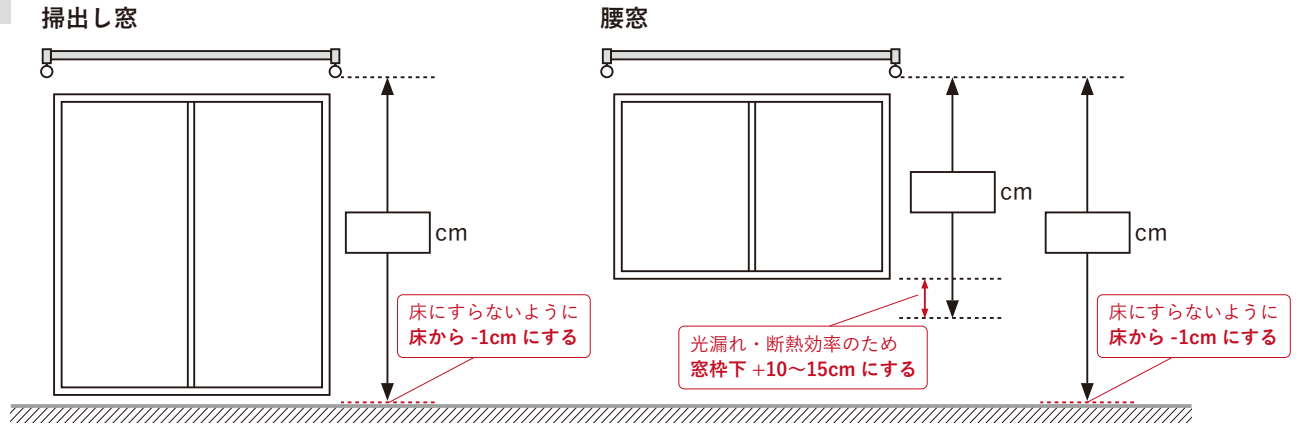 掃出し窓
腰窓
cm
cm
cm
床にすらないように
床から -1cm にする
光漏れ・断熱効率のため
窓枠下 +10〜15cm にする
床にすらないように
床から -1cm にする